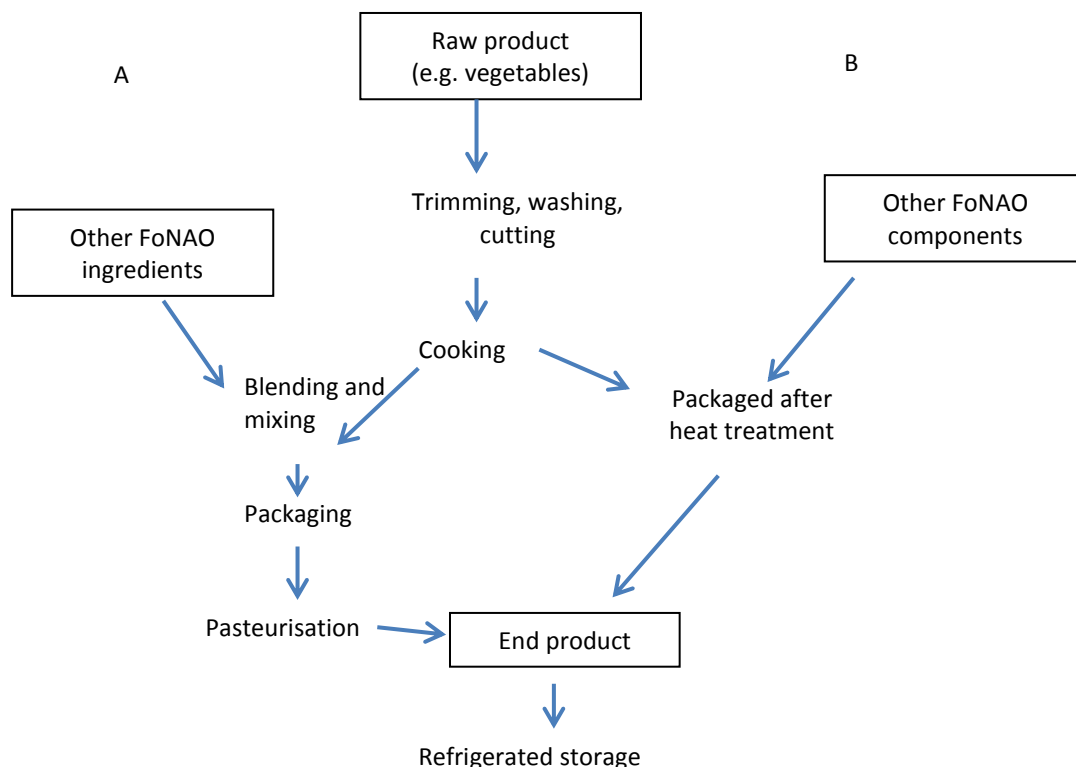 Raw product
(e.g. vegetables)
A
B
Trimming, washing,
cutting
Other FoNAO
ingredients
Other FoNAO
components
Cooking
Blending and
mixing
Packaged after
heat treatment
Packaging
Pasteurisation
End product
Refrigerated storage